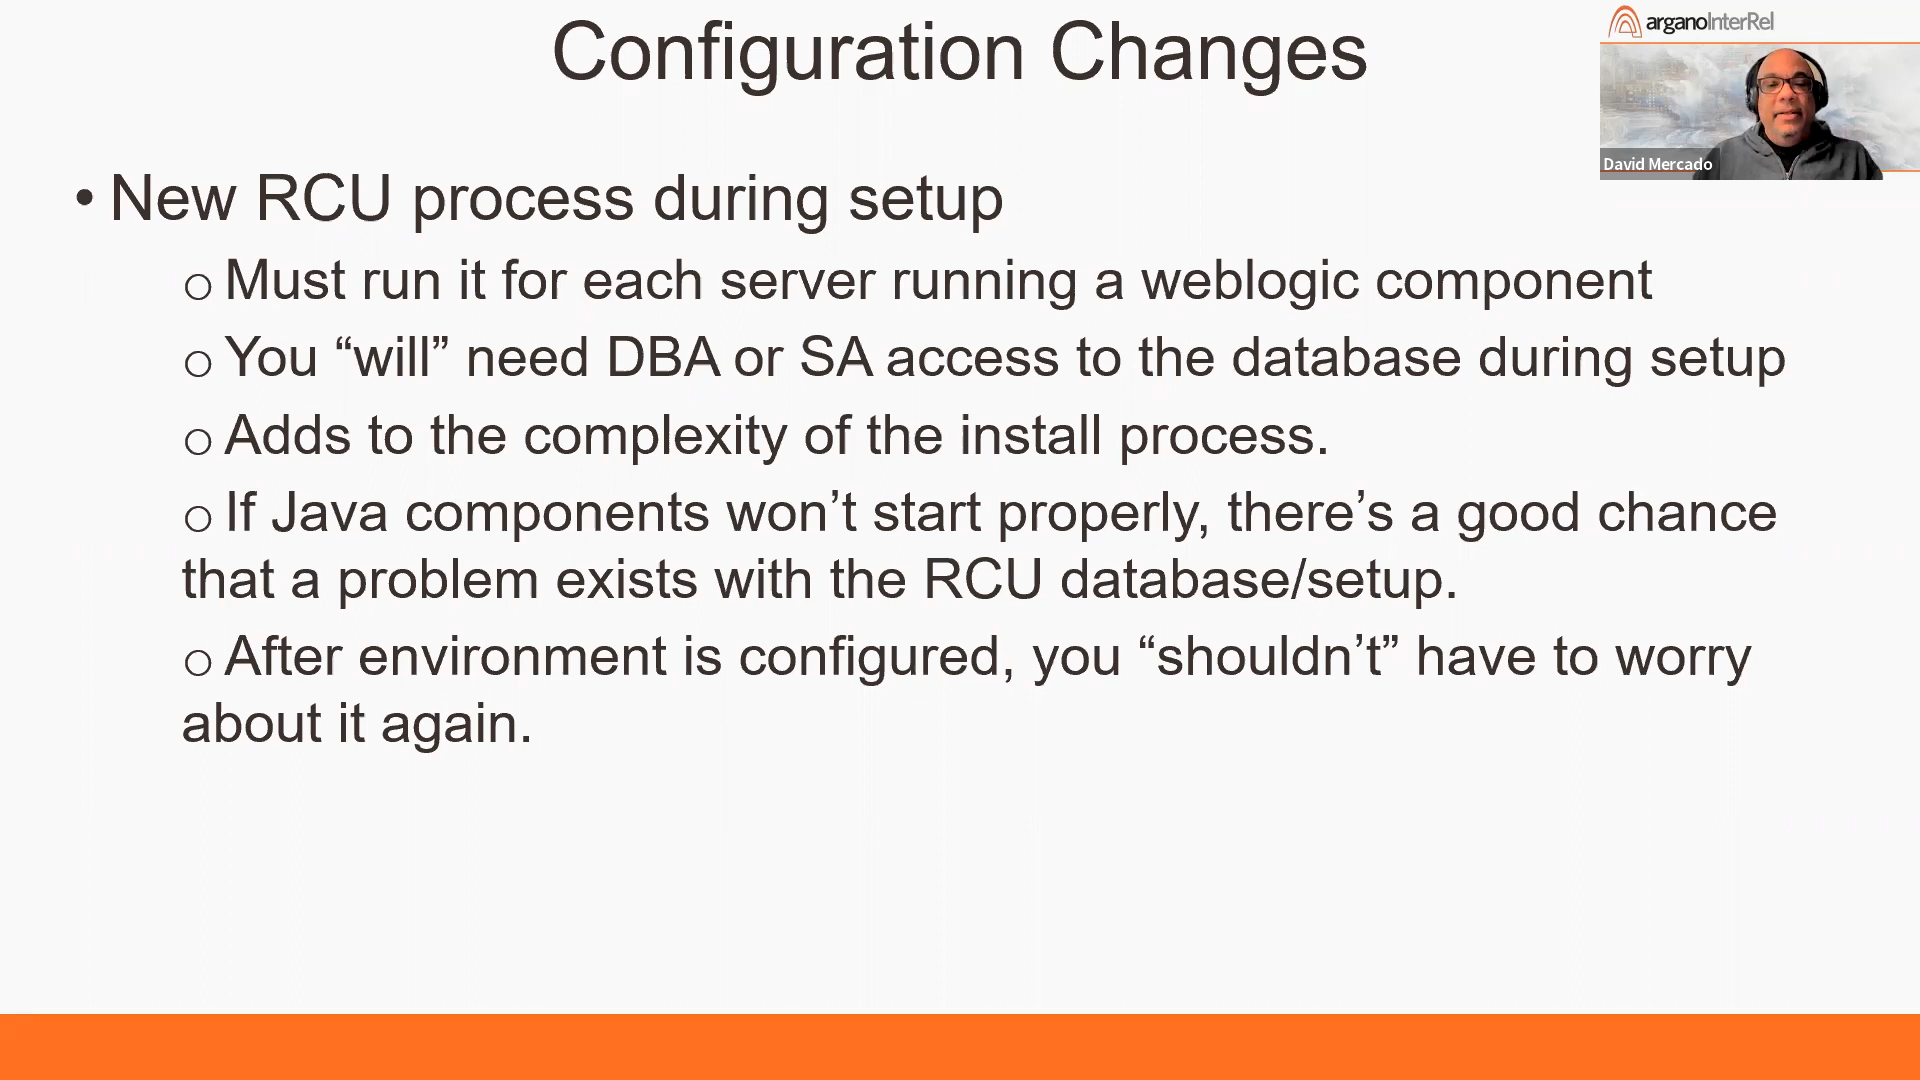 Configuration Changes
arganoInterRel
David Mercado
• New RCU process during setup
o Must run it for each server running a weblogic component
o You “will” need DBA or SA access to the database during setup
o Adds to the complexity of the install process.
o If Java components won’t start properly, there’s a good chance
that a problem exists with the RCU database/setup.
o After environment is configured, you “shouldn’t” have to worry
about it again.